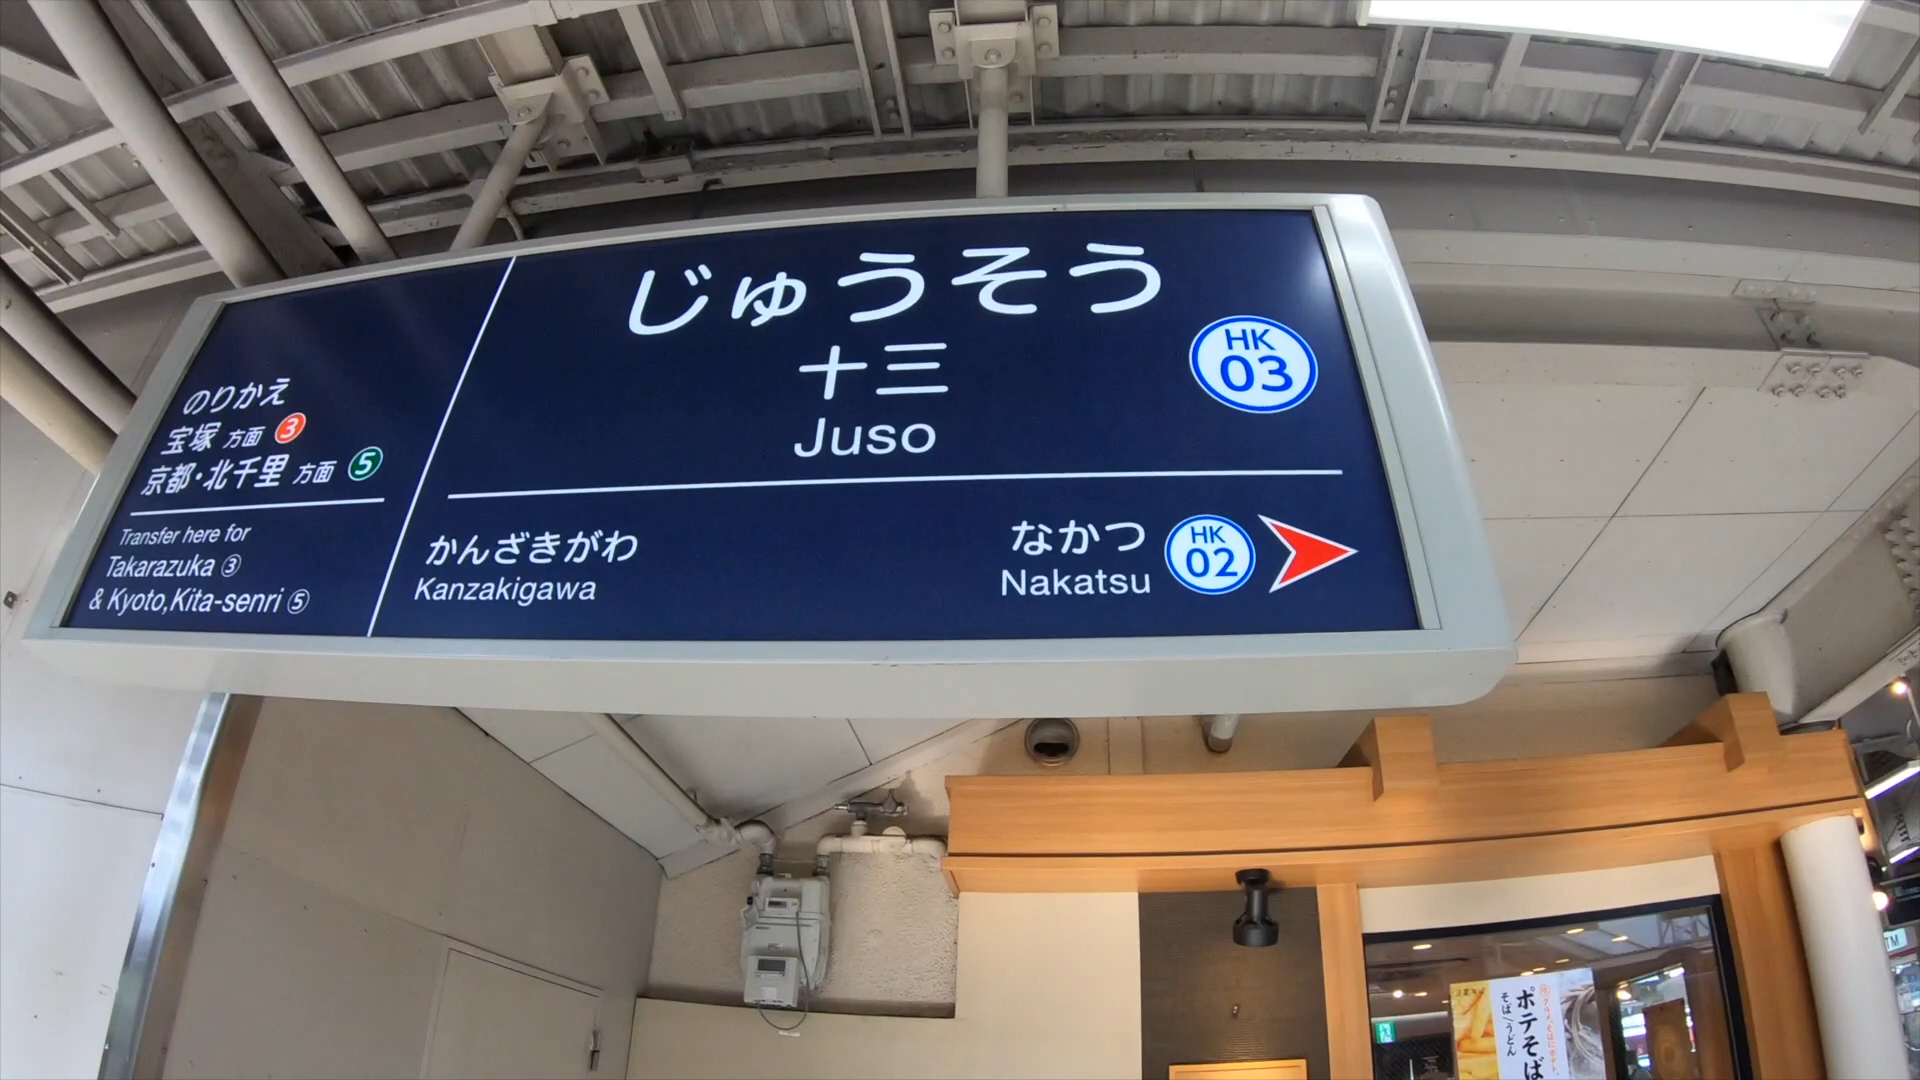 のりかえ
宝塚 方面 3
京都・北千里 方面 5
Transfer here for
Takarazuka ③
& Kyoto, Kita-senri ⑤
じゅうそう
十三
Juso
HK
03
かんざきがわ
Kanzakigawa
なかつ
Nakatsu
HK
02
ポテそば
そば/うどん